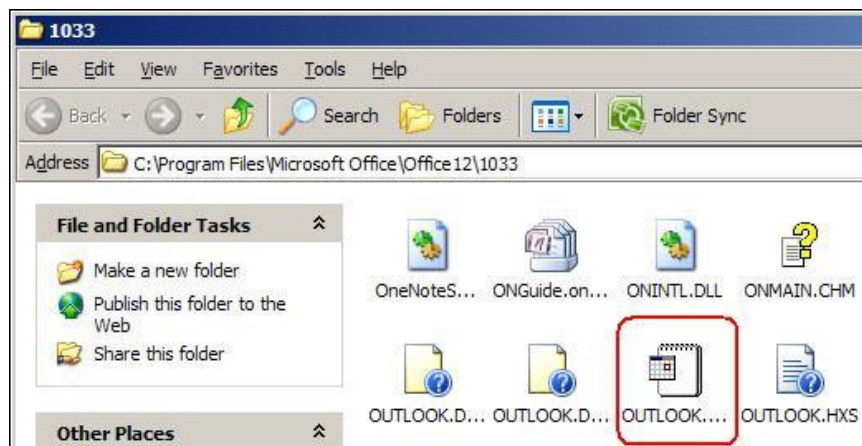 1033
File Edit View Favorites Tools Help
Back Search Folders Folder Sync
Address C:\Program Files\Microsoft Office\Office12\1033
File and Folder Tasks
Make a new folder
Publish this folder to the
Web
Share this folder
Other Places
OneNoteS... ONGuide.on... ONINTL.DLL ONMAIN.CHM
OUTLOOK.D... OUTLOOK.D... OUTLOOK.... OUTLOOK.HXS